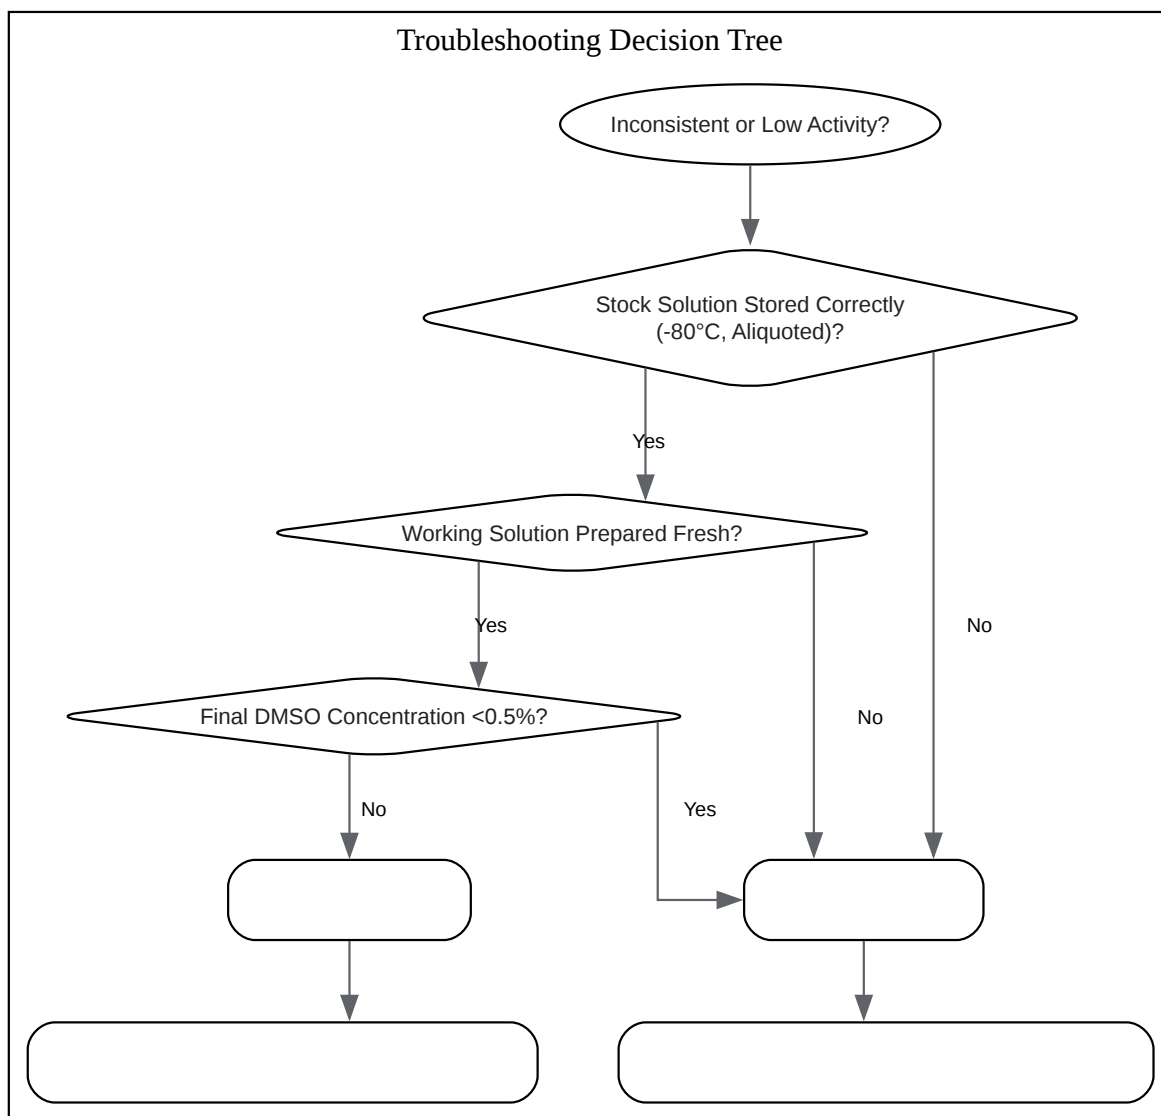 Troubleshooting Decision Tree
Inconsistent or Low Activity?
Stock Solution Stored Correctly
(-80°C, Aliquoted)?
Yes
Working Solution Prepared Fresh?
Yes
No
Final DMSO Concentration <0.5%?
No
No
Yes